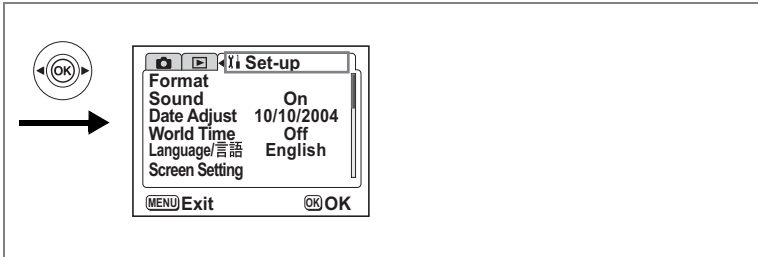 OK
Set-up
Format
Sound On
Date Adjust 10/10/2004
World Time Off
Language/言語 English
Screen Setting
MENU Exit OK OK